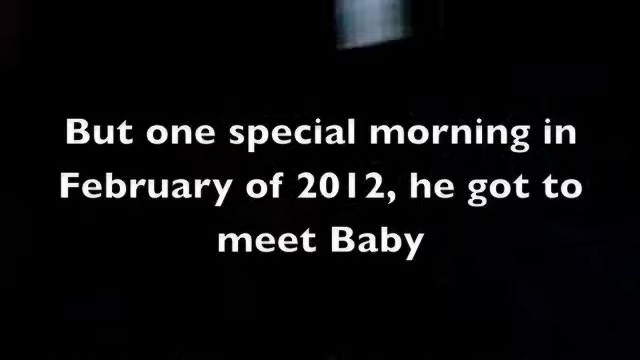 But one special morning in
February of 2012, he got to
meet Baby